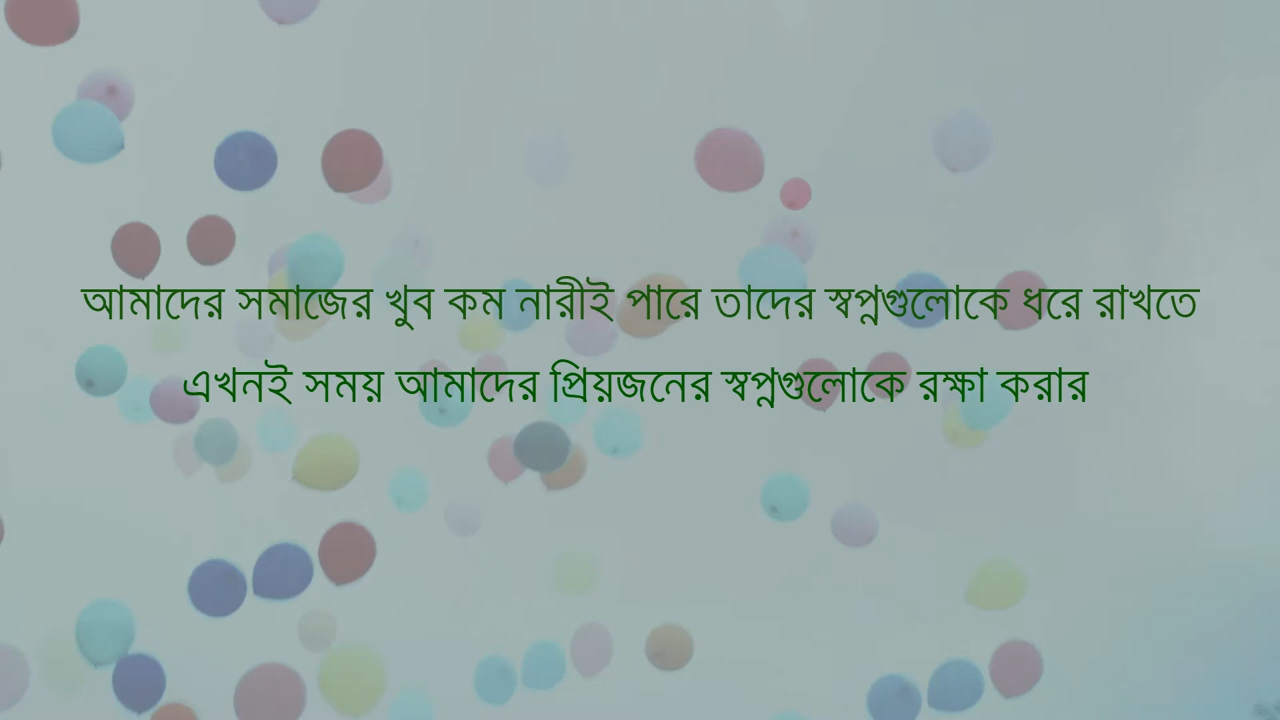 আমাদের সমাজের খুব কম নারীই পারে তাদের স্বপ্নগুলোকে ধরে রাখতে
এখনই সময় আমাদের প্রিয়জনের স্বপ্নগুলোকে রক্ষা করার